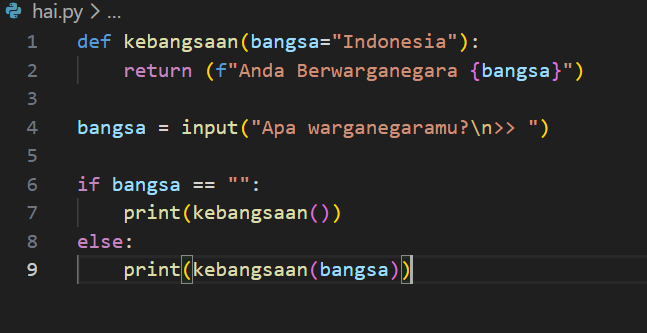 hai.py > ...
1 def kebangsaan(bangsa="Indonesia"):
2     return (f"Anda Berwarganegara {bangsa}")
3
4 bangsa = input("Apa warganegaramu?\n>> ")
5
6 if bangsa == "":
7     print(kebangsaan())
8 else:
9     print(kebangsaan(bangsa))